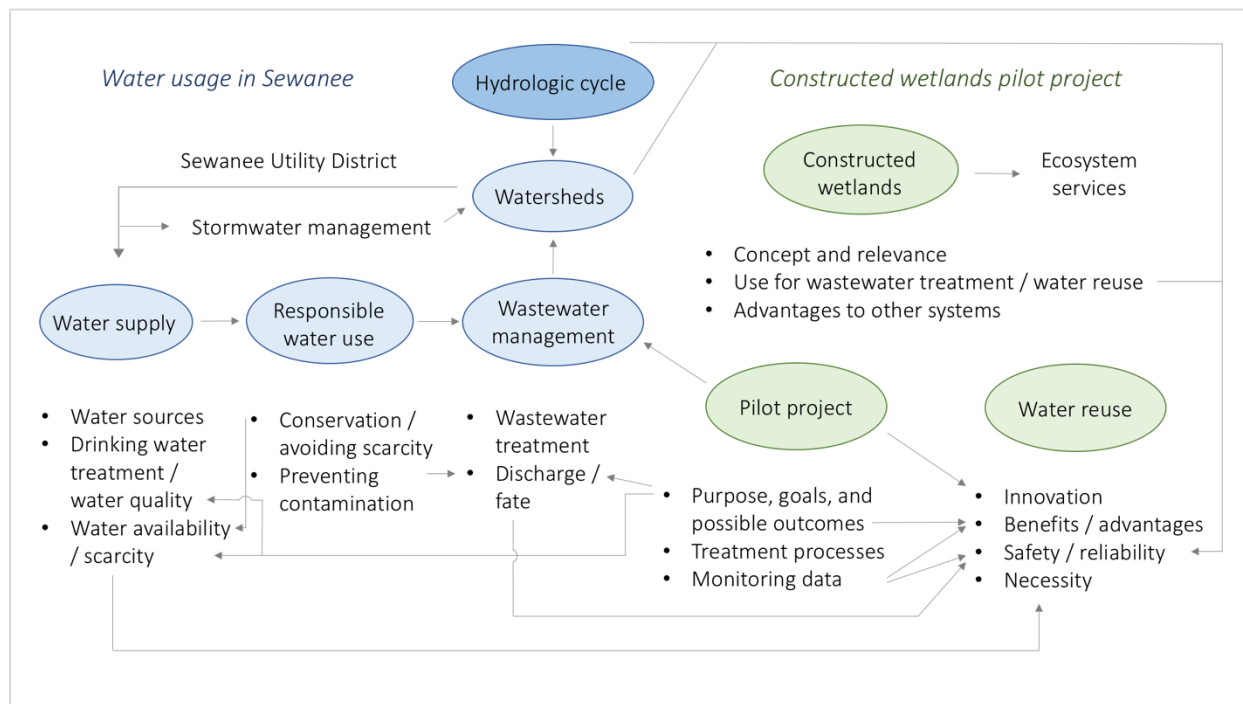 Water usage in Sewanee
Hydrologic cycle
Constructed wetlands pilot project
Sewanee Utility District
Watersheds
Stormwater management
Constructed
wetlands
Ecosystem
services
• Concept and relevance
• Use for wastewater treatment / water reuse
• Advantages to other systems
Water supply
Responsible
water use
Wastewater
management
Pilot project
Water reuse
• Water sources
• Drinking water
treatment /
water quality
• Water availability
/ scarcity
• Conservation /
avoiding scarcity
• Preventing
contamination
• Wastewater
treatment
• Discharge /
fate
• Purpose, goals, and
possible outcomes
• Treatment processes
• Monitoring data
• Innovation
• Benefits / advantages
• Safety / reliability
• Necessity